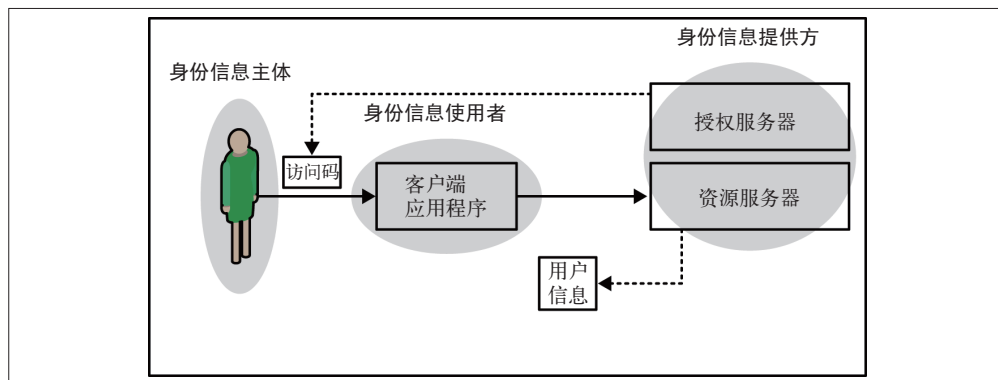 身份信息提供方
身份信息主体
身份信息使用者
授权服务器
访问码
客户端
应用程序
资源服务器
用户
信息